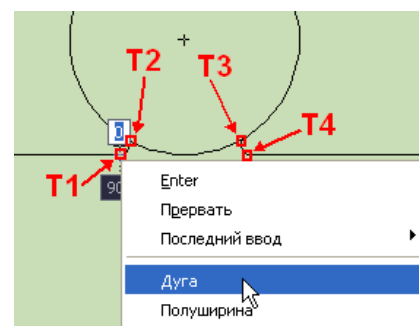 T2
T3
0
T4
T1
90
Enter
Прервать
Последний ввод
Дуга
Полуширина